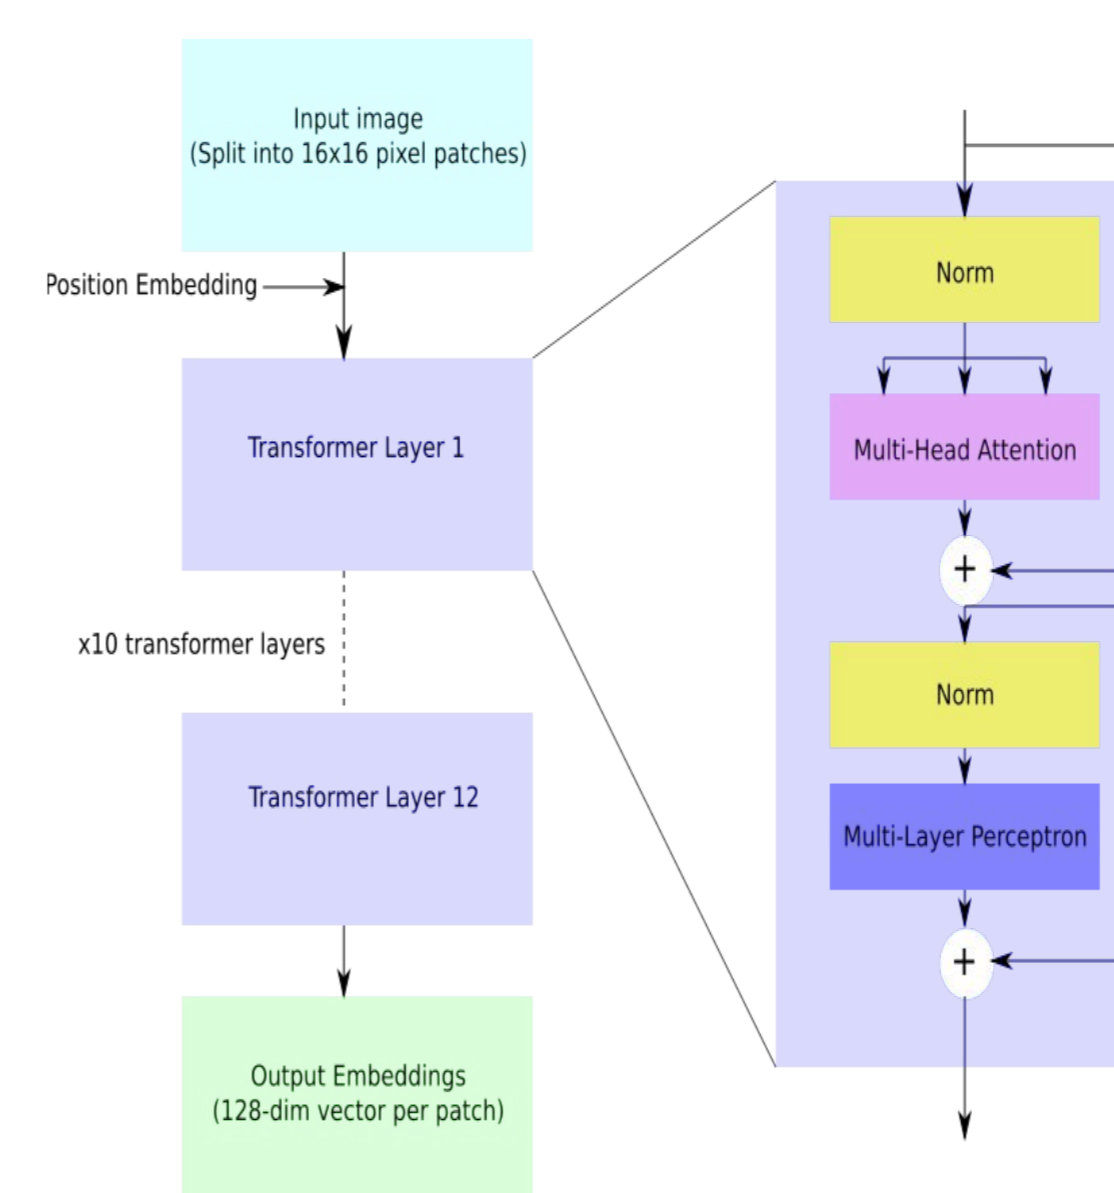 Input image
(Split into 16x16 pixel patches)
Position Embedding
Transformer Layer 1
x10 transformer layers
Transformer Layer 12
Output Embeddings
(128-dim vector per patch)
Norm
Multi-Head Attention
+
Norm
Multi-Layer Perceptron
+